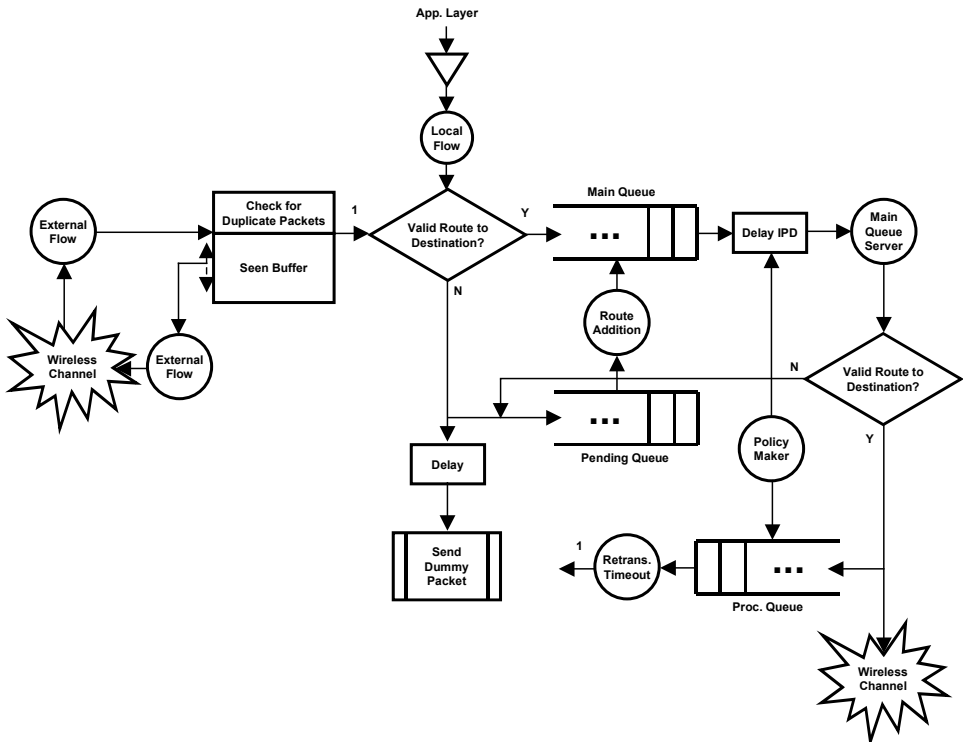 App. Layer
Local
Flow
External
Flow
Check for
Duplicate Packets
Seen Buffer
1
Valid Route to
Destination?
Y
N
Main Queue
...
Delay IPD
Main
Queue
Server
Route
Addition
Wireless
Channel
External
Flow
N
Valid Route to
Destination?
Y
...
Pending Queue
Policy
Maker
Delay
Send
Dummy
Packet
1
Retrans.
Timeout
...
Proc. Queue
Wireless
Channel